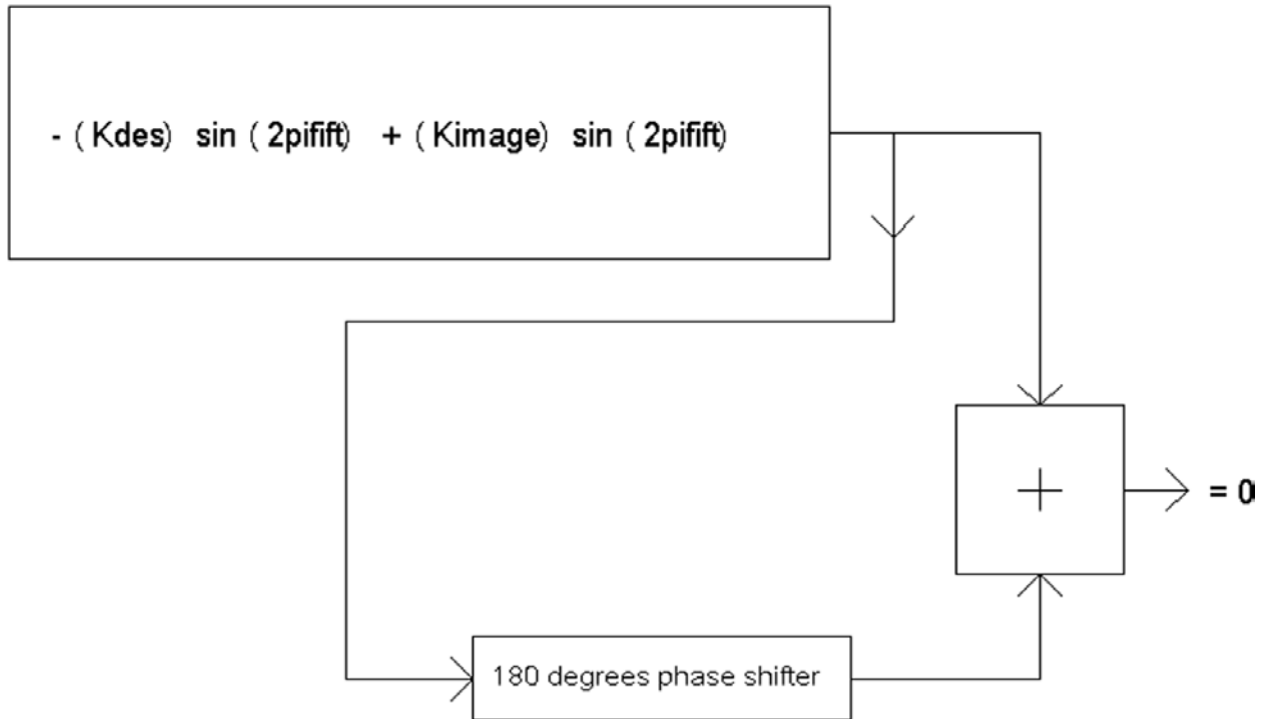 - (Kdes) sin (2pifift) + (Kimage) sin (2pifift)
+
= 0
180 degrees phase shifter